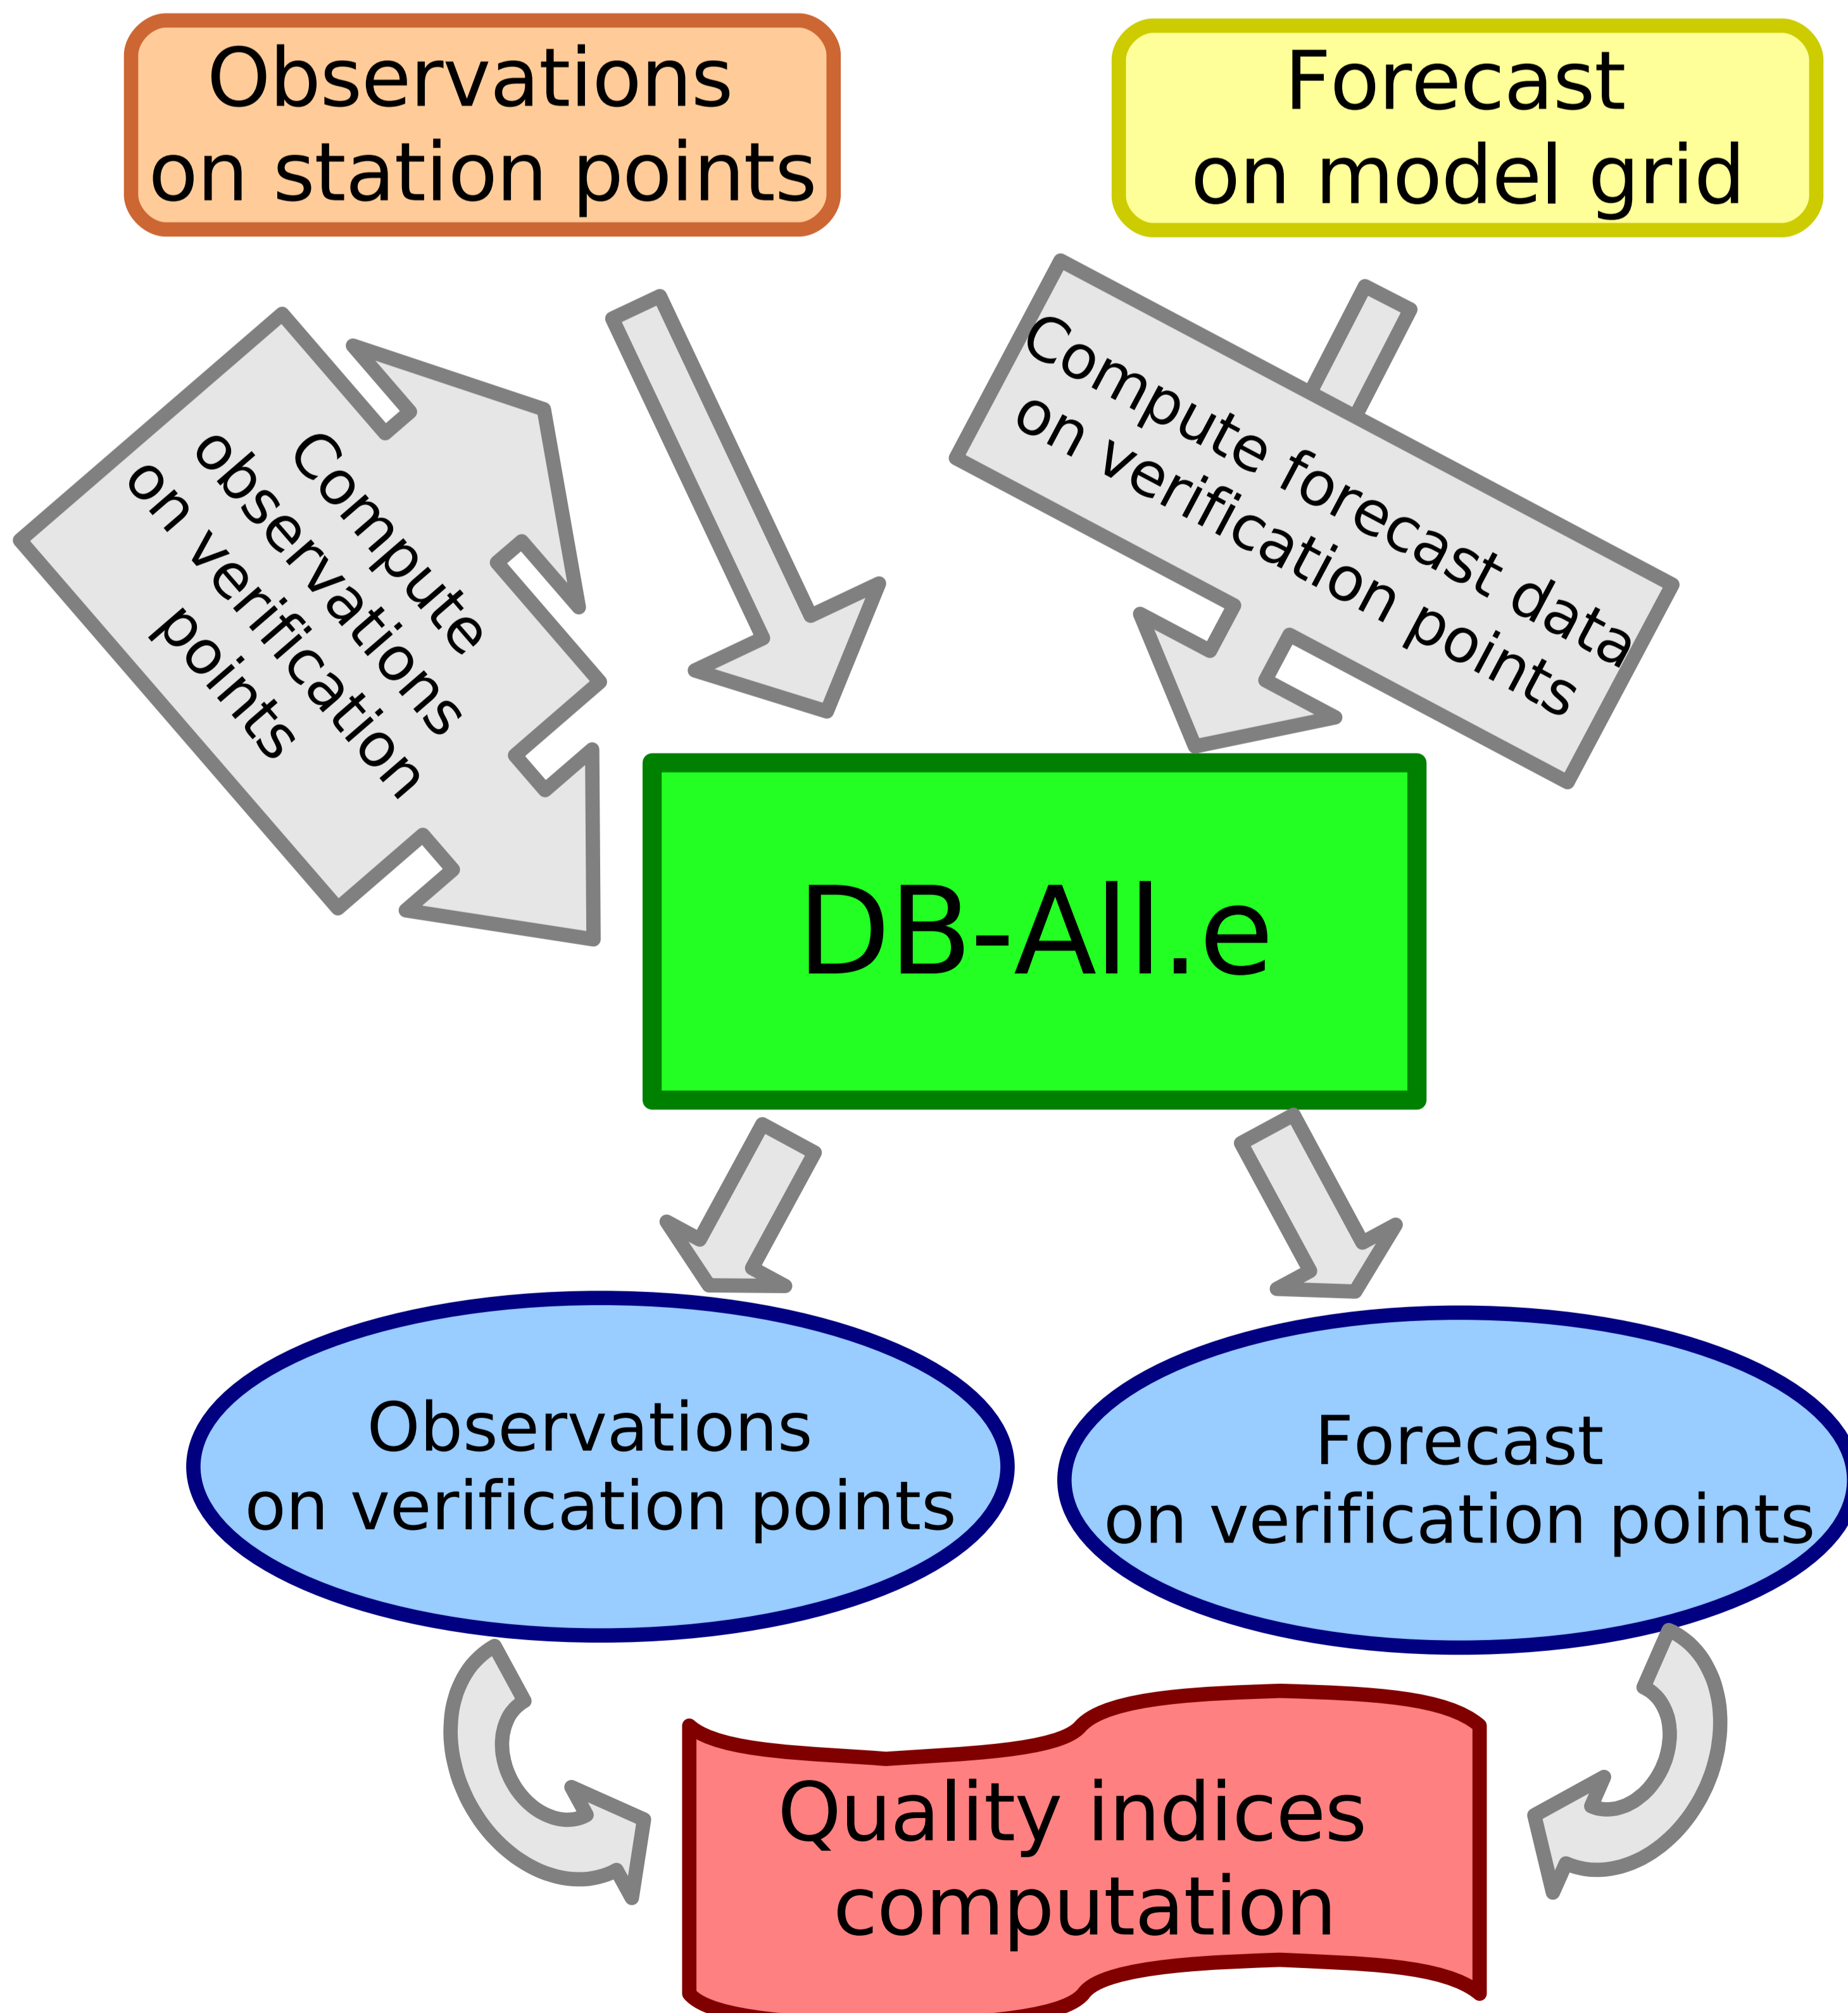 Observations
on station points
Forecast
on model grid
Compute
observations
on verification
points
Compute forecast data
on verification points
DB-All.e
Observations
on verification points
Forecast
on verification points
Quality indices
computation